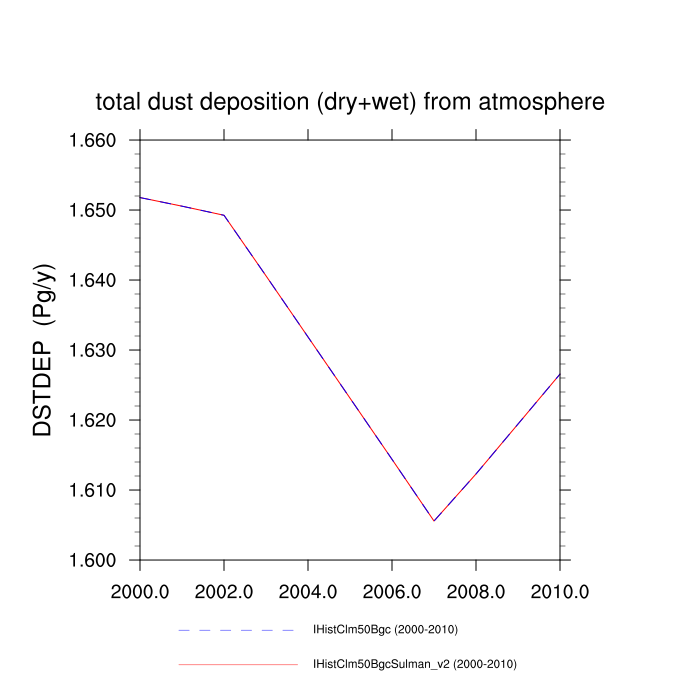 total dust deposition (dry+wet) from atmosphere
DSTDEP (Pg/y)
1.660
1.650
1.640
1.630
1.620
1.610
1.600
2000.0 2002.0 2004.0 2006.0 2008.0 2010.0
IHistClm50Bgc (2000-2010)
IHistClm50BgcSulman_v2 (2000-2010)